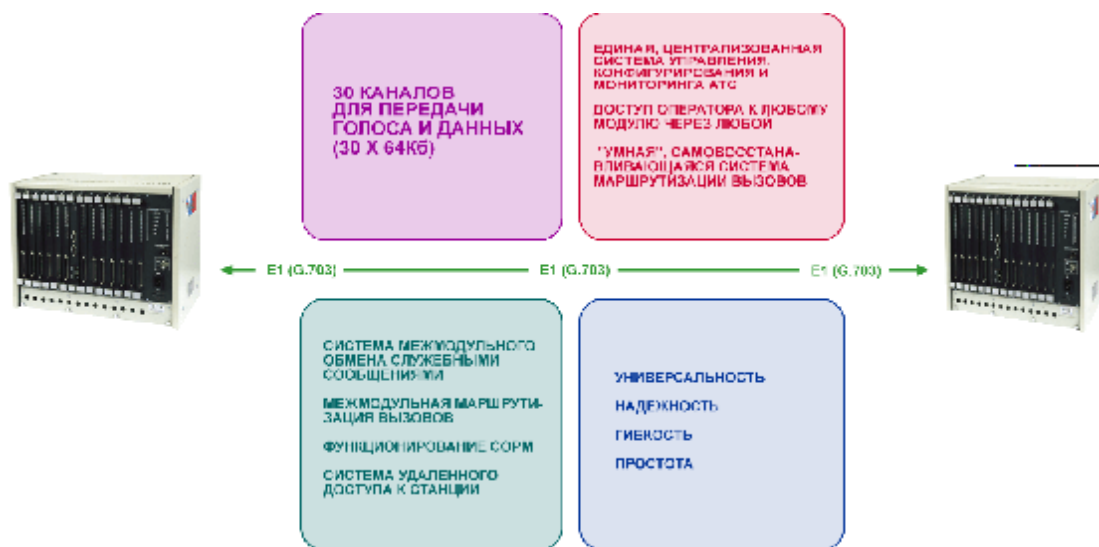 30 КАНАЛОВ
ДЛЯ ПЕРЕДАЧИ
ГОЛОСА И ДАННЫХ
(30 X 64Кб)
ЕДИНАЯ, ЦЕНТРАЛИЗОВАННАЯ
СИСТЕМА УПРАВЛЕНИЯ,
КОНФИГУРИРОВАНИЯ И
МОНИТОРИНГА АТС
ДОСТУП ОПЕРАТОРА К ЛЮБОМУ
МОДУЛЮ ЧЕРЕЗ ЛЮБОЙ
"УМНАЯ", САМОВОССТАНА-
ВЛИВАЮЩАЯСЯ СИСТЕМА
МАРШРУТИЗАЦИИ ВЫЗОВОВ
E1 (G.703) E1 (G.703) E1 (G.703)
СИСТЕМА МЕЖМОДУЛЬНОГО
ОБМЕНА СЛУЖЕБНЫМИ
СООБЩЕНИЯМИ
МЕЖМОДУЛЬНАЯ МАРШРУТИ-
ЗАЦИЯ ВЫЗОВОВ
ФУНКЦИОНИРОВАНИЕ СОРМ
СИСТЕМА УДАЛЕННОГО
ДОСТУПА К СТАНЦИИ
УНИВЕРСАЛЬНОСТЬ
НАДЕЖНОСТЬ
ГИБКОСТЬ
ПРОСТОТА